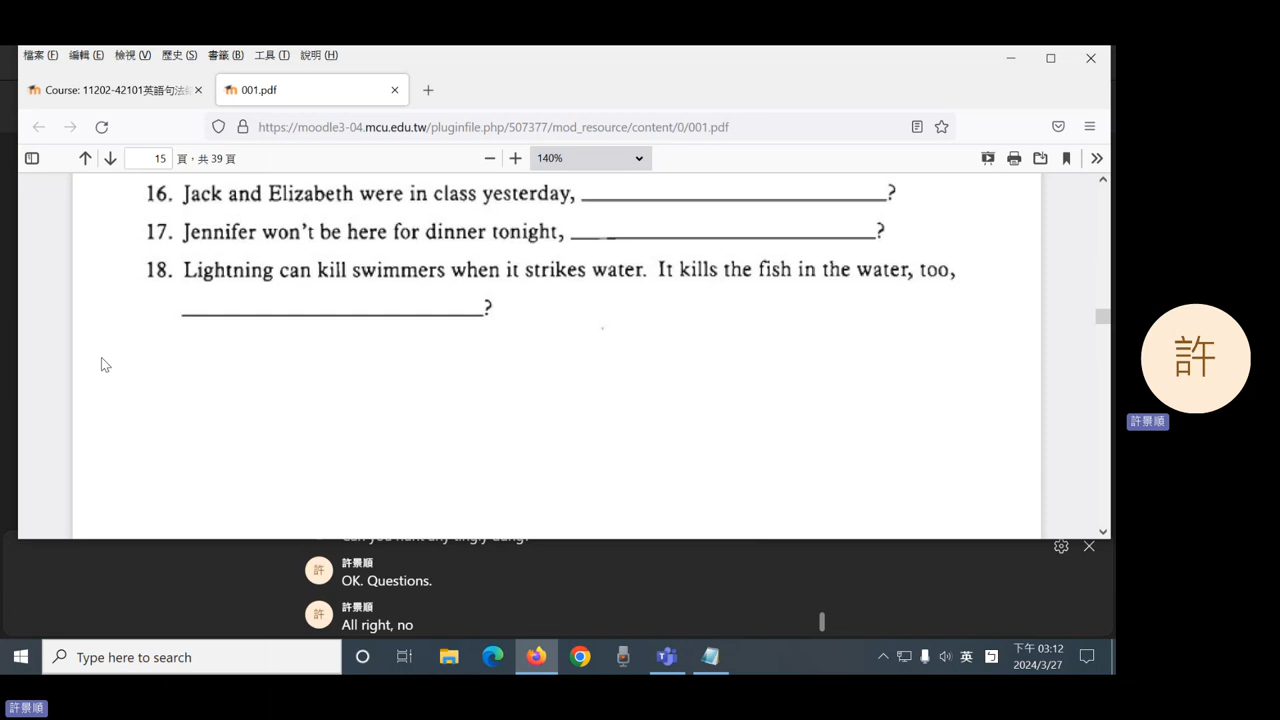 檔案(F) 編輯(E) 檢視(V) 歷史(S) 書籤(B) 工具(T) 說明(H)
Course: 11202-42101英語句法
001.pdf
https://moodle3-04.mcu.edu.tw/pluginfile.php/507377/mod_resource/content/0/001.pdf
15 頁，共 39 頁
140%
16. Jack and Elizabeth were in class yesterday, ?
17. Jennifer won't be here for dinner tonight, ?
18. Lightning can kill swimmers when it strikes water. It kills the fish in the water, too,
?
許
許景順
許 許景順
OK. Questions.
許 許景順
All right, no
Type here to search
英
下午 03:12
2024/3/27
許景順